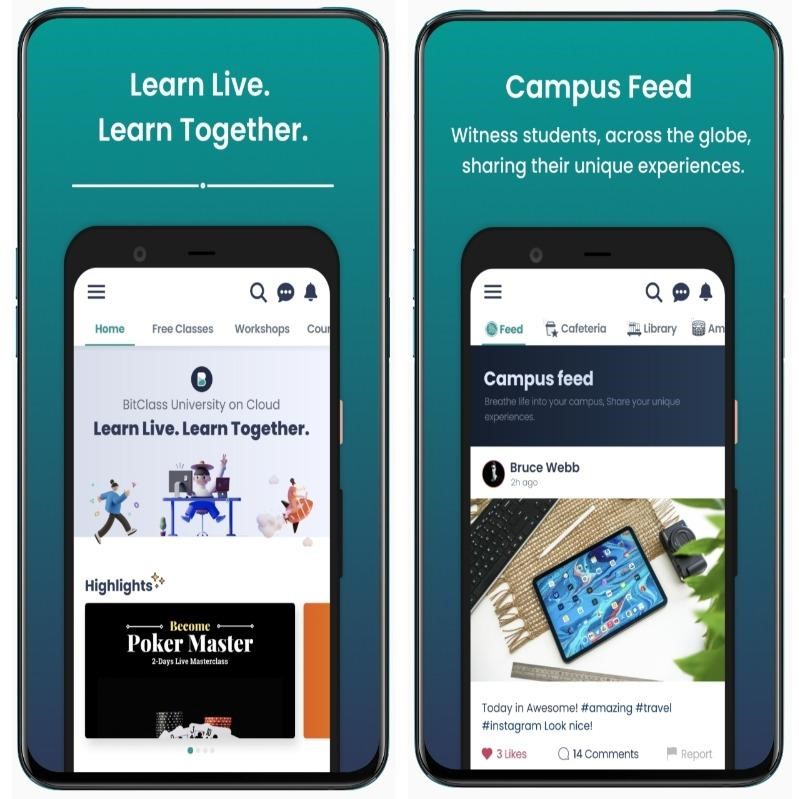 Learn Live.
Learn Together.
Home
Free Classes
Workshops
Cour
BitClass University on Cloud
Learn Live. Learn Together.
Highlights
Become
Poker Master
2-Days Live Masterclass
Campus Feed
Witness students, across the globe,
sharing their unique experiences.
Feed
Cafeteria
Library
Am
Campus feed
Breathe life into your campus, Share your unique
experiences.
Bruce Webb
2h ago
Today in Awesome! #amazing #travel
#instagram Look nice!
3 Likes
14 Comments
Report